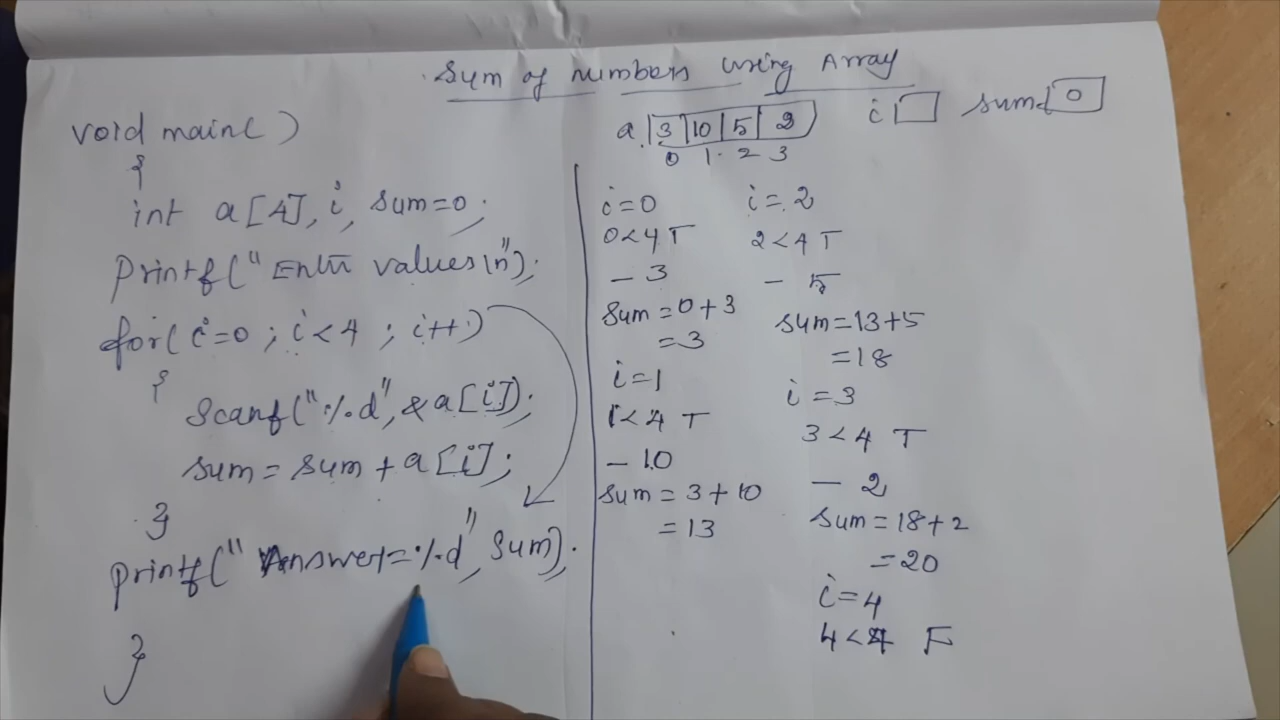 Sum of numbers using Array
void main()
{
int a[4], i, sum=0;
printf("Enter values\n");
for(i=0; i<4; i++)
{
scanf("%d", &a[i]);
sum=sum+a[i];
}
printf("Answer=%d", sum);
}
a 3 10 5 2
0 1 2 3
i sum 0
i=0
0<4 T
- 3
sum=0+3
=3
i=1
1<4 T
- 10
sum=3+10
=13
i=2
2<4 T
- 5
sum=13+5
=18
i=3
3<4 T
- 2
sum=18+2
=20
i=4
4<4 F